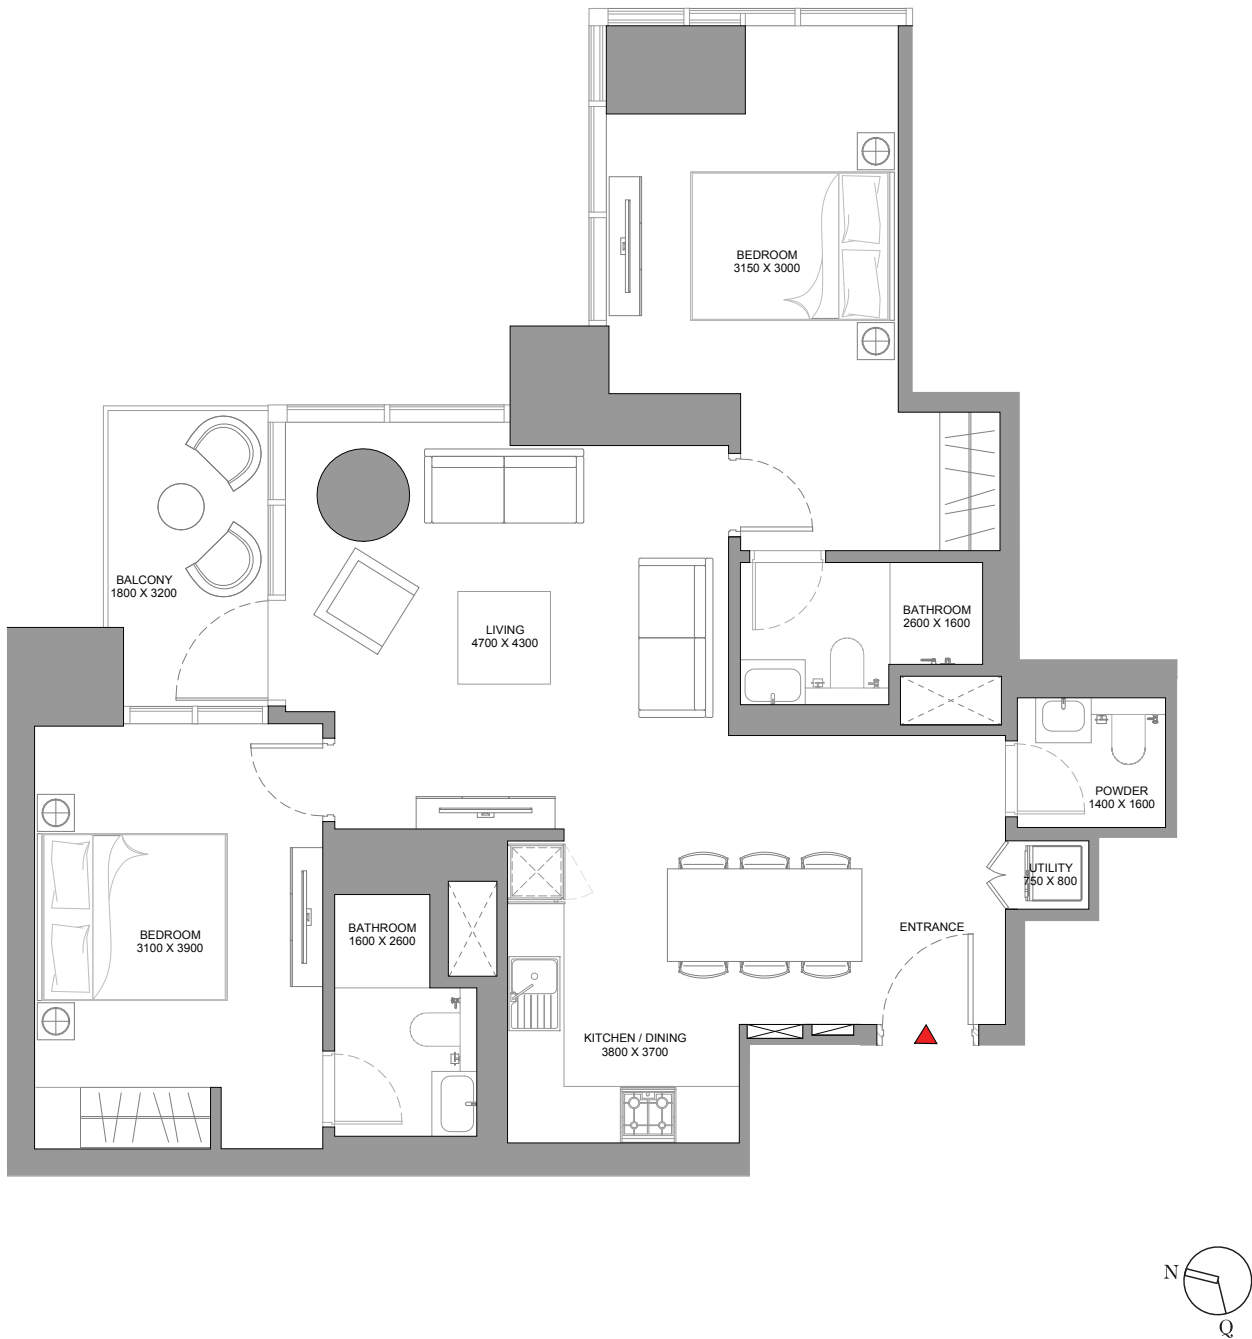 BEDROOM
3150 X 3000
BALCONY
1800 X 3200
LIVING
4700 X 4300
BATHROOM
2600 X 1600
POWDER
1400 X 1600
UTILITY
750 X 800
BEDROOM
3100 X 3900
BATHROOM
1600 X 2600
ENTRANCE
KITCHEN / DINING
3800 X 3700
N
Q